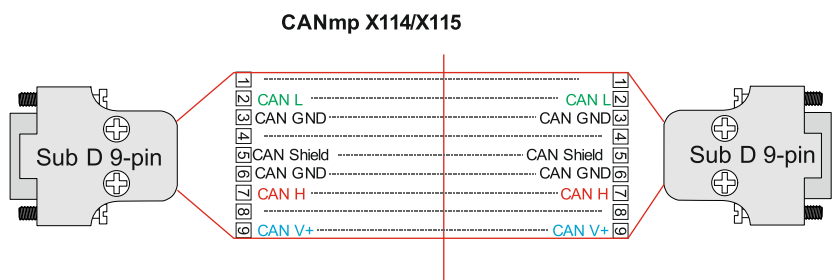 CANmp X114/X115
1 1
2 CAN L CAN L 2
3 CAN GND CAN GND 3
4 4
Sub D 9-pin 5 CAN Shield CAN Shield 5 Sub D 9-pin
6 CAN GND CAN GND 6
7 CAN H CAN H 7
8 8
9 CAN V+ CAN V+ 9